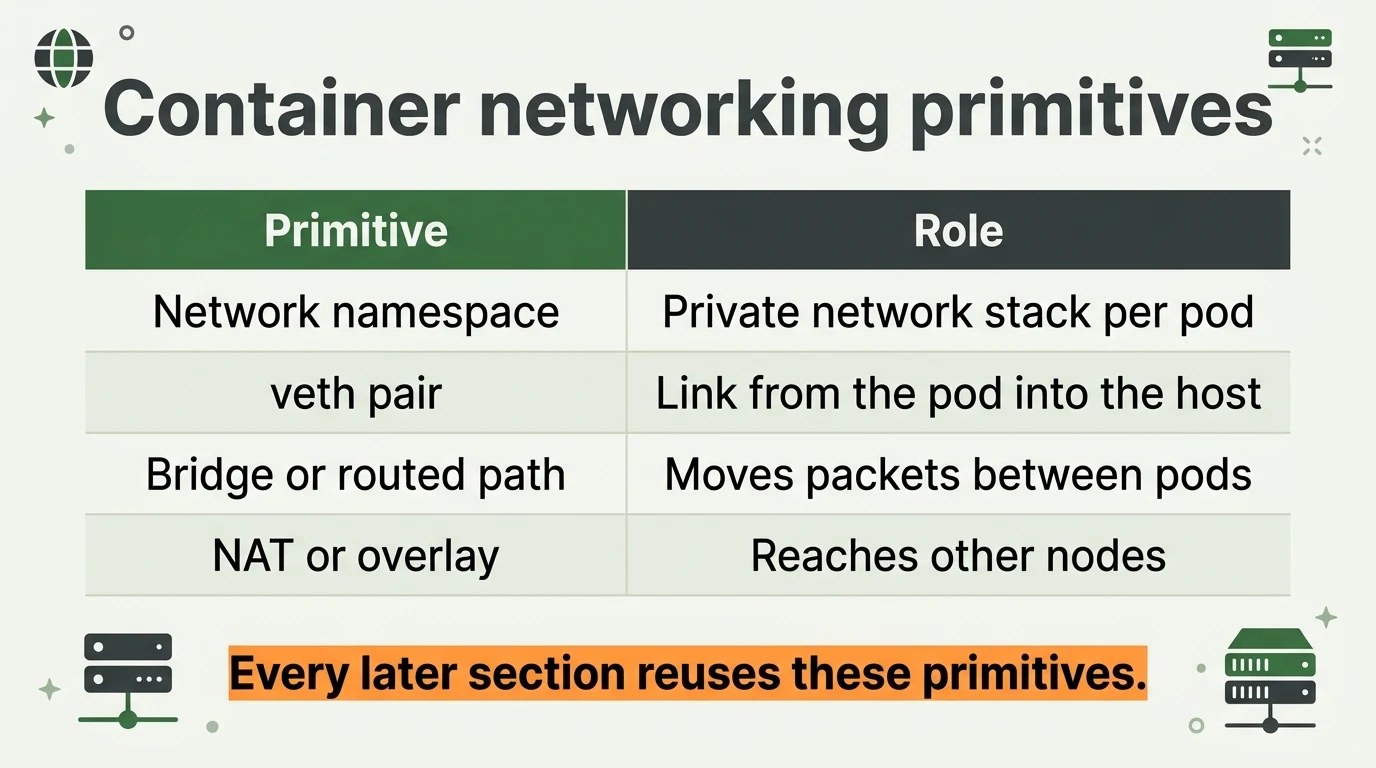 Container networking primitives
Primitive
Role
Network namespace
Private network stack per pod
veth pair
Link from the pod into the host
Bridge or routed path
Moves packets between pods
NAT or overlay
Reaches other nodes
Every later section reuses these primitives.